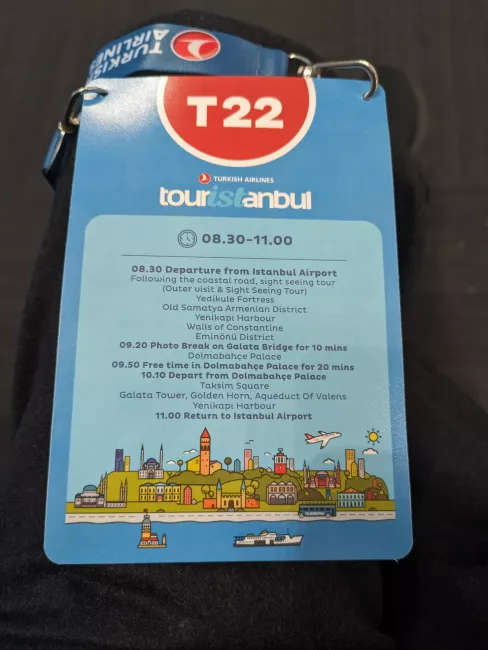 TURKISH
AIRLINES
T22
TURKISH AIRLINES
touristanbul
08.30-11.00
08.30 Departure from Istanbul Airport
Following the coastal road, sight seeing tour
(Outer visit & Sight Seeing Tour)
Yedikule Fortress
Old Samatya Armenian District
Yenikapı Harbour
Walls of Constantine
Eminönü District
09.20 Photo Break on Galata Bridge for 10 mins
Dolmabahçe Palace
09.50 Free time in Dolmabahçe Palace for 20 mins
10.10 Depart from Dolmabahçe Palace
Taksim Square
Galata Tower, Golden Horn, Aqueduct Of Valens
Yenikapı Harbour
11.00 Return to Istanbul Airport